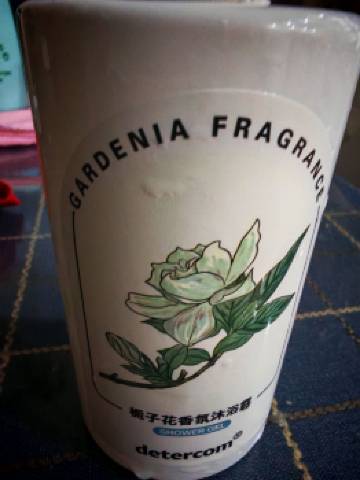 GARDENIA FRAGRANCE
栀子花香氛沐浴露
SHOWER GEL
detercom®